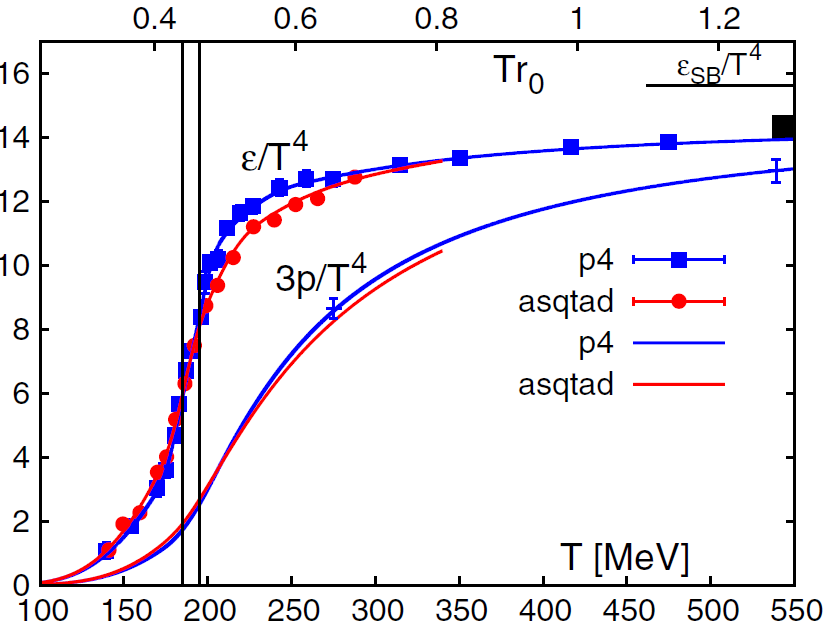 0.4 0.6 0.8 1 1.2
16
14
12
10
8
6
4
2
0
Tr₀
ε_SB/T⁴
ε/T⁴
3p/T⁴
p4
asqtad
p4
asqtad
T [MeV]
100 150 200 250 300 350 400 450 500 550